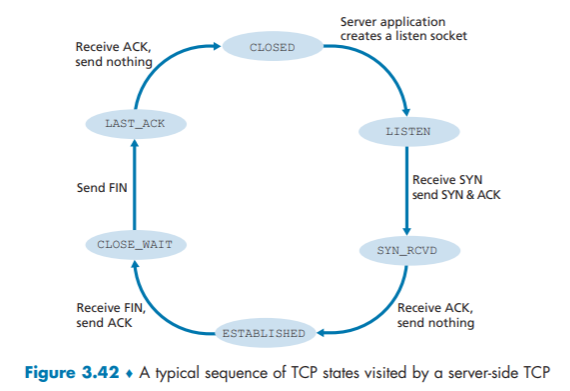 Server application
creates a listen socket
Receive ACK,
send nothing
CLOSED
LAST_ACK
LISTEN
Send FIN
Receive SYN
send SYN & ACK
CLOSE_WAIT
SYN_RCVD
Receive FIN,
send ACK
Receive ACK,
send nothing
ESTABLISHED
Figure 3.42 ♦ A typical sequence of TCP states visited by a server-side TCP